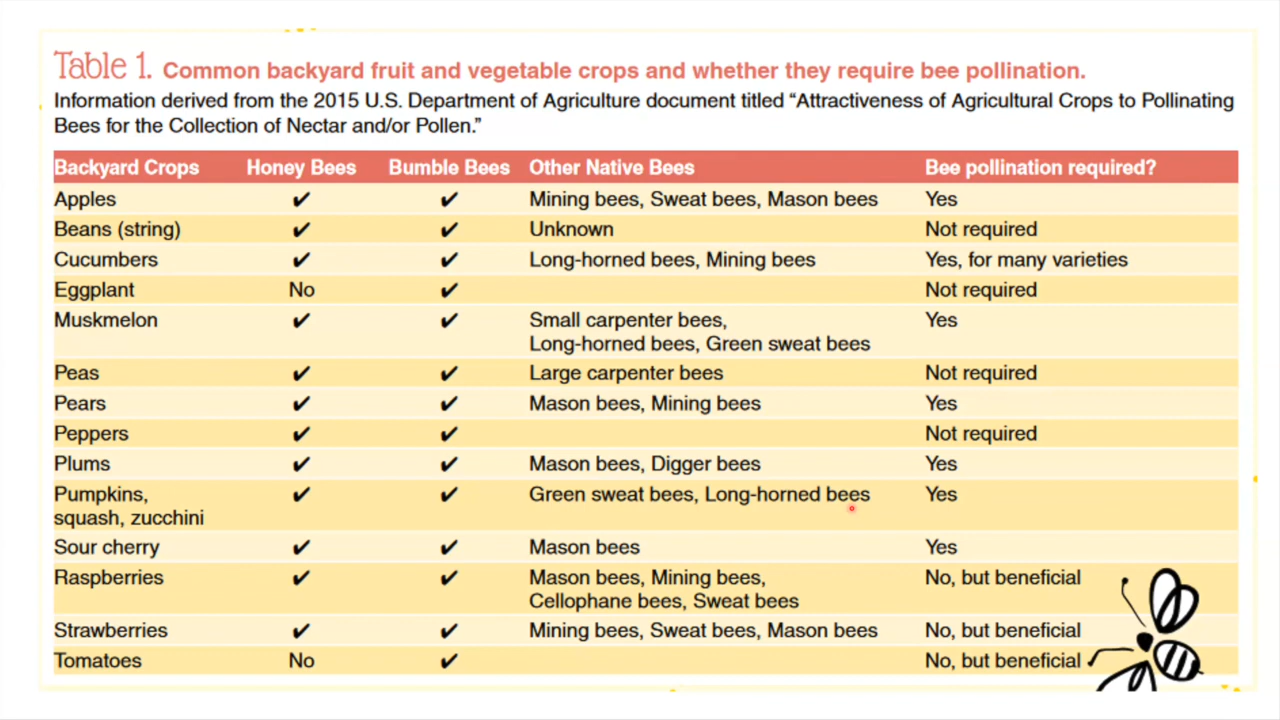 Table 1. Common backyard fruit and vegetable crops and whether they require bee pollination.
Information derived from the 2015 U.S. Department of Agriculture document titled “Attractiveness of Agricultural Crops to Pollinating
Bees for the Collection of Nectar and/or Pollen.”
Backyard Crops Honey Bees Bumble Bees Other Native Bees Bee pollination required?
Apples ✔ ✔ Mining bees, Sweat bees, Mason bees Yes
Beans (string) ✔ ✔ Unknown Not required
Cucumbers ✔ ✔ Long-horned bees, Mining bees Yes, for many varieties
Eggplant No ✔ Not required
Muskmelon ✔ ✔ Small carpenter bees, Yes
Long-horned bees, Green sweat bees
Peas ✔ ✔ Large carpenter bees Not required
Pears ✔ ✔ Mason bees, Mining bees Yes
Peppers ✔ ✔ Not required
Plums ✔ ✔ Mason bees, Digger bees Yes
Pumpkins, ✔ ✔ Green sweat bees, Long-horned bees Yes
squash, zucchini
Sour cherry ✔ ✔ Mason bees Yes
Raspberries ✔ ✔ Mason bees, Mining bees, No, but beneficial
Cellophane bees, Sweat bees
Strawberries ✔ ✔ Mining bees, Sweat bees, Mason bees No, but beneficial
Tomatoes No ✔ No, but beneficial